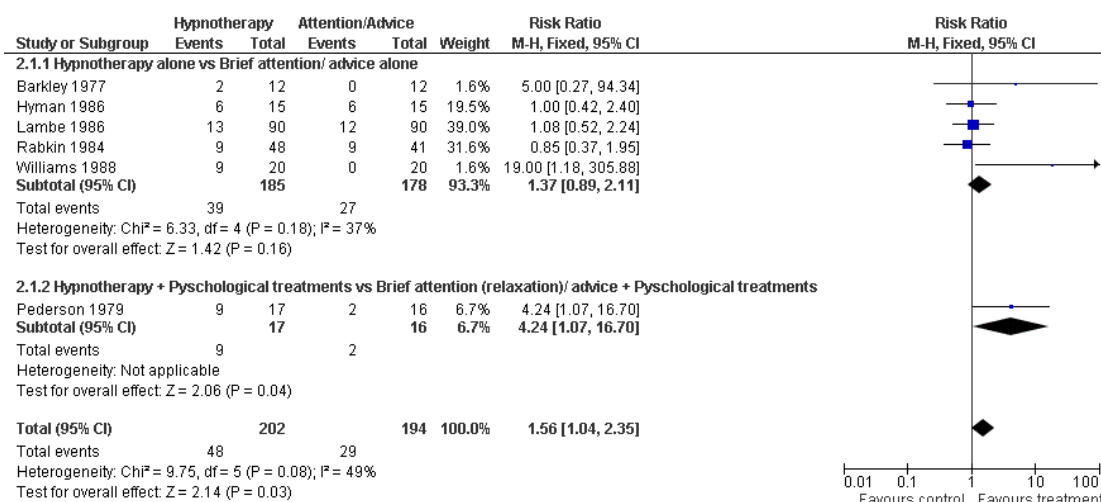 Hypnotherapy Attention/Advice Risk Ratio Risk Ratio
Study or Subgroup Events Total Events Total Weight M-H, Fixed, 95% CI M-H, Fixed, 95% CI
2.1.1 Hypnotherapy alone vs Brief attention/ advice alone
Barkley 1977 2 12 0 12 1.6% 5.00 [0.27, 94.34]
Hyman 1986 6 15 6 15 19.5% 1.00 [0.42, 2.40]
Lambe 1986 13 90 12 90 39.0% 1.08 [0.52, 2.24]
Rabkin 1984 9 48 9 41 31.6% 0.85 [0.37, 1.95]
Williams 1988 9 20 0 20 1.6% 19.00 [1.18, 305.88]
Subtotal (95% CI) 185 178 93.3% 1.37 [0.89, 2.11]
Total events 39 27
Heterogeneity: Chi² = 6.33, df = 4 (P = 0.18); I² = 37%
Test for overall effect: Z = 1.42 (P = 0.16)
2.1.2 Hypnotherapy + Pyschological treatments vs Brief attention (relaxation)/ advice + Pyschological treatments
Pederson 1979 9 17 2 16 6.7% 4.24 [1.07, 16.70]
Subtotal (95% CI) 17 16 6.7% 4.24 [1.07, 16.70]
Total events 9 2
Heterogeneity: Not applicable
Test for overall effect: Z = 2.06 (P = 0.04)
Total (95% CI) 202 194 100.0% 1.56 [1.04, 2.35]
Total events 48 29
Heterogeneity: Chi² = 9.75, df = 5 (P = 0.08); I² = 49%
Test for overall effect: Z = 2.14 (P = 0.03)
0.01 0.1 1 10 100
Favours control Favours treatment